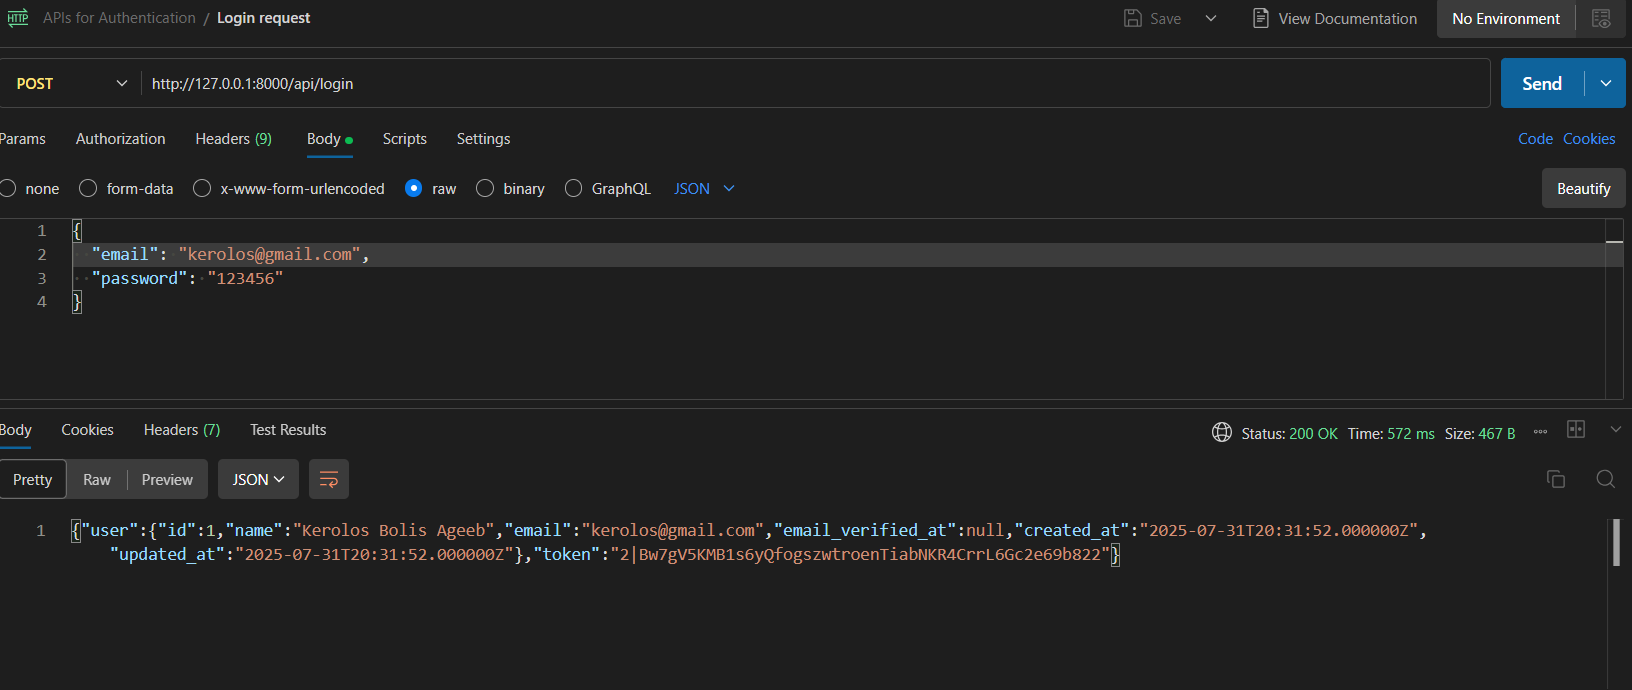 HTTP APIs for Authentication / Login request Save View Documentation No Environment
POST http://127.0.0.1:8000/api/login Send
Params Authorization Headers (9) Body Scripts Settings Code Cookies
none form-data x-www-form-urlencoded raw binary GraphQL JSON Beautify
1 {
2 "email": "kerolos@gmail.com",
3 "password": "123456"
4 }
Body Cookies Headers (7) Test Results Status: 200 OK Time: 572 ms Size: 467 B
Pretty Raw Preview JSON
1 {"user":{"id":1,"name":"Kerolos Bolis Ageeb","email":"kerolos@gmail.com","email_verified_at":null,"created_at":"2025-07-31T20:31:52.000000Z",
"updated_at":"2025-07-31T20:31:52.000000Z"},"token":"2|Bw7gV5KMB1s6yQfogszwtroenTiabNKR4CrrL6Gc2e69b822"}